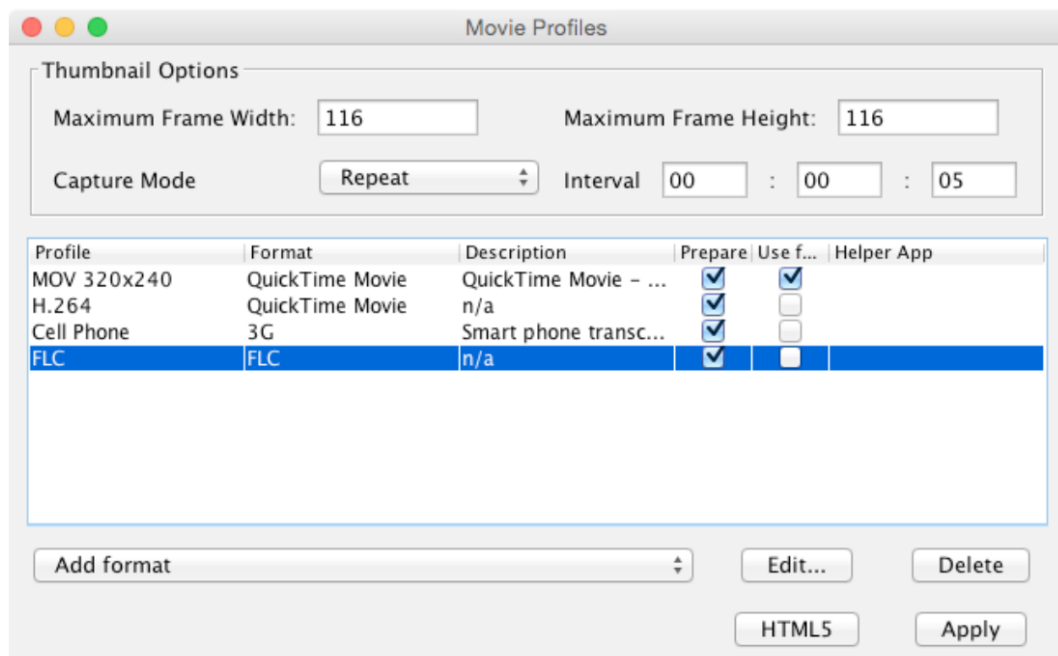 Movie Profiles
Thumbnail Options
Maximum Frame Width: 116 Maximum Frame Height: 116
Capture Mode Repeat Interval 00 : 00 : 05
Profile Format Description Prepare Use f... Helper App
MOV 320x240 QuickTime Movie QuickTime Movie – ...
H.264 QuickTime Movie n/a
Cell Phone 3G Smart phone transc...
FLC FLC n/a
Add format Edit... Delete
HTML5 Apply